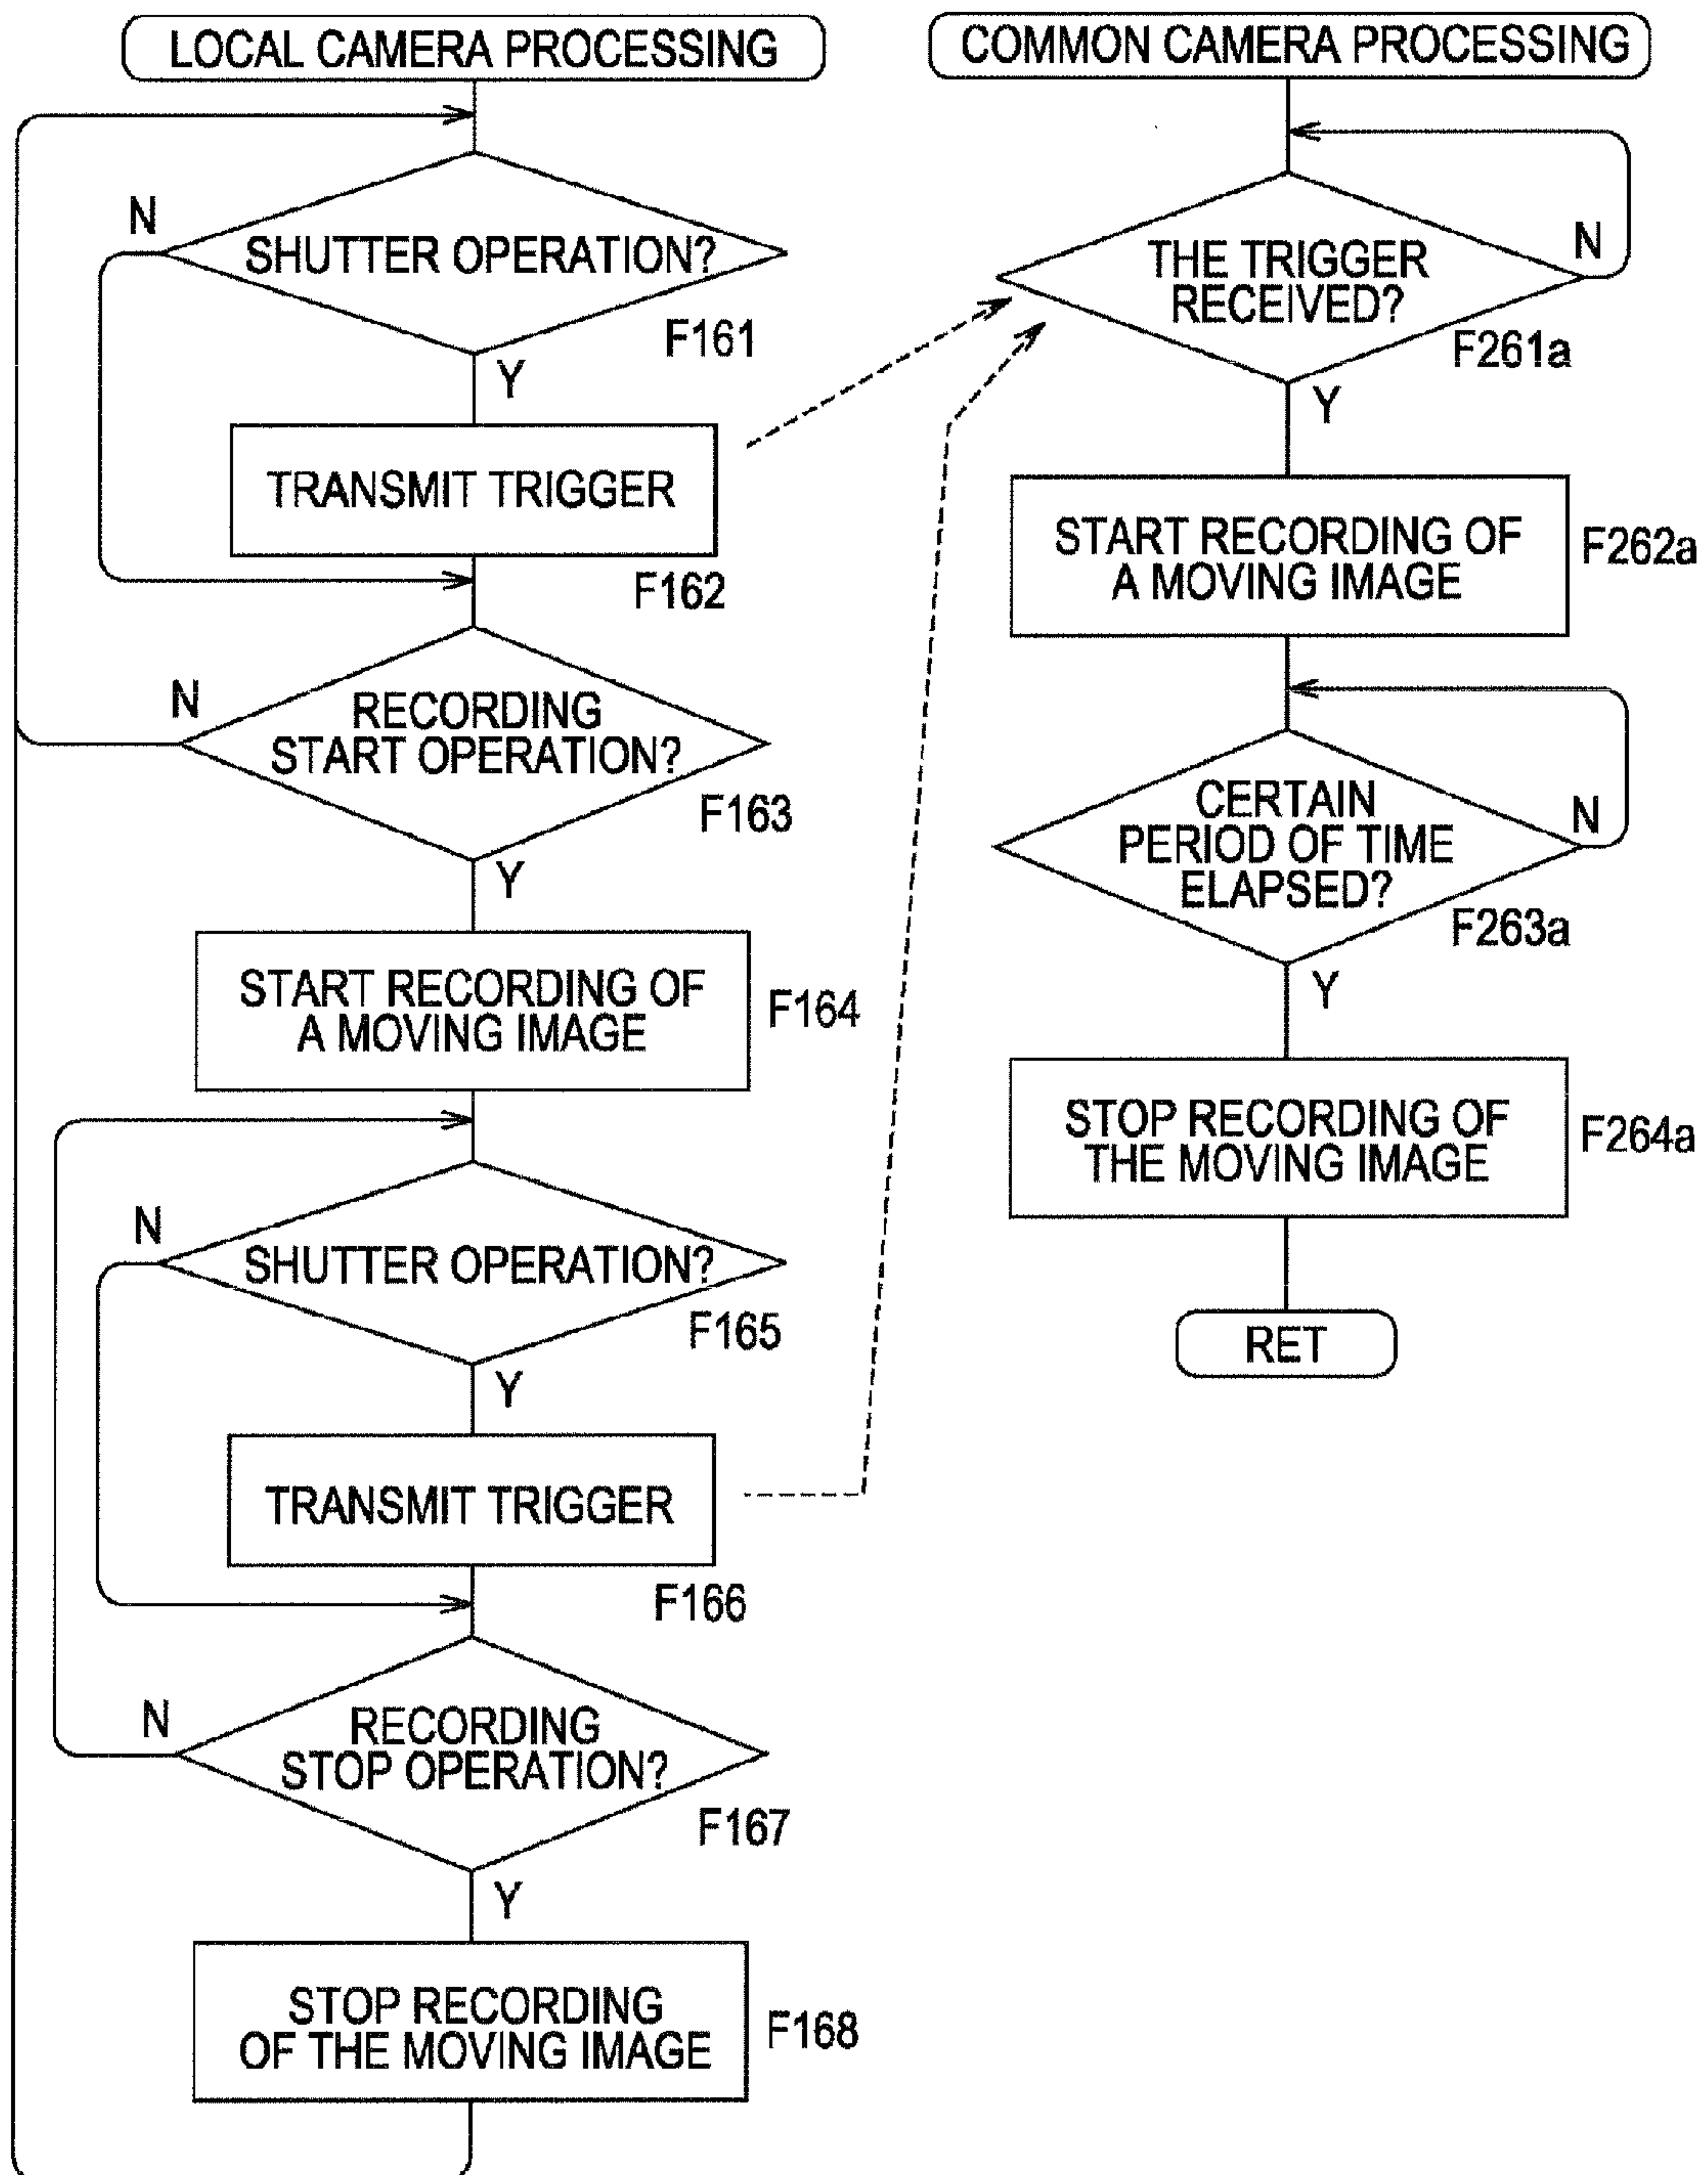 LOCAL CAMERA PROCESSING
N
SHUTTER OPERATION?
F161
Y
TRANSMIT TRIGGER
F162
N
RECORDING
START OPERATION?
F163
Y
START RECORDING OF
A MOVING IMAGE
F164
N
SHUTTER OPERATION?
F165
Y
TRANSMIT TRIGGER
F166
N
RECORDING
STOP OPERATION?
F167
Y
STOP RECORDING
OF THE MOVING IMAGE
F168
COMMON CAMERA PROCESSING
THE TRIGGER
RECEIVED?
N
F261a
Y
START RECORDING OF
A MOVING IMAGE
F262a
CERTAIN
PERIOD OF TIME
ELAPSED?
N
F263a
Y
STOP RECORDING OF
THE MOVING IMAGE
F264a
RET